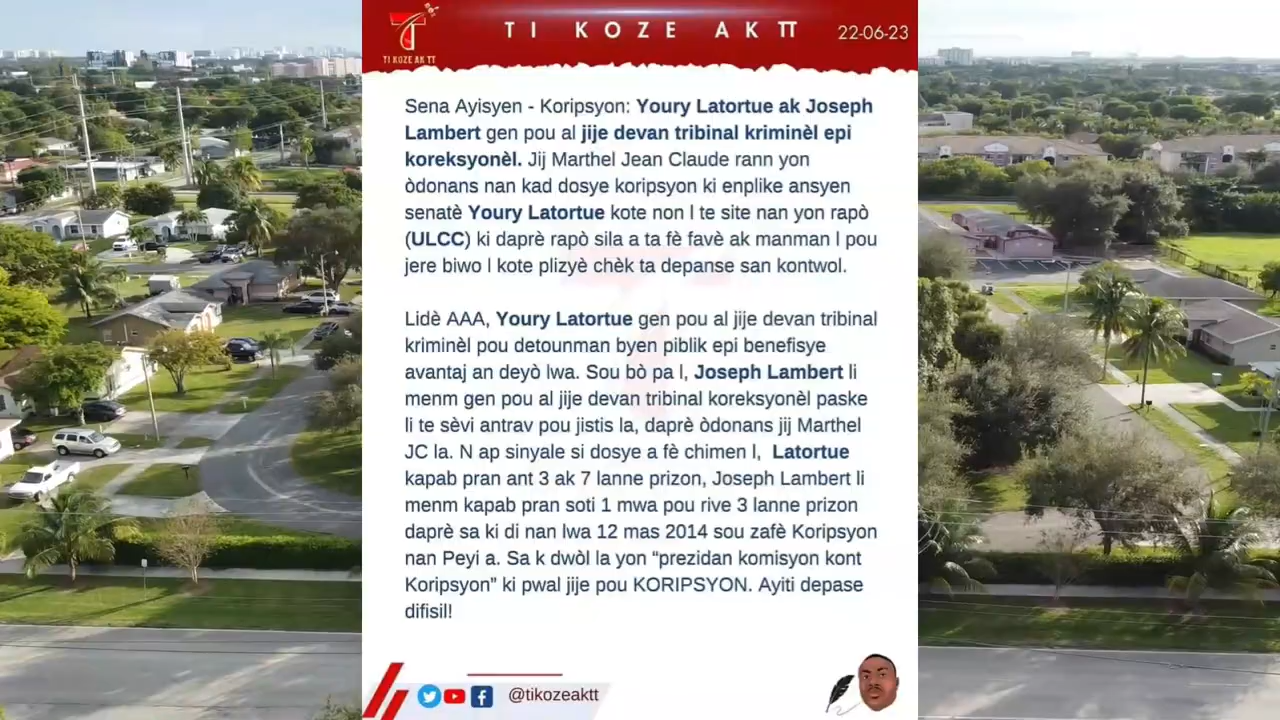 TI KOZE AK TT
22-06-23
TI KOZE AK TT
Sena Ayisyen - Koripsyon: Youry Latortue ak Joseph
Lambert gen pou al jije devan tribinal kriminèl epi
koreksyonèl. Jij Marthel Jean Claude rann yon
òdonans nan kad dosye koripsyon ki enplike ansyen
senatè Youry Latortue kote non l te site nan yon rapò
(ULCC) ki daprè rapò sila a ta fè favè ak manman l pou
jere biwo l kote plizyè chèk ta depanse san kontwol.
Lidè AAA, Youry Latortue gen pou al jije devan tribinal
kriminèl pou detounman byen piblik epi benefisye
avantaj an deyò lwa. Sou bò pa l, Joseph Lambert li
menm gen pou al jije devan tribinal koreksyonèl paske
li te sèvi antrav pou jistis la, daprè òdonans jij Marthel
JC la. N ap sinyale si dosye a fè chimen l, Latortue
kapab pran ant 3 ak 7 lanne prizon, Joseph Lambert li
menm kapab pran soti 1 mwa pou rive 3 lanne prizon
daprè sa ki di nan lwa 12 mas 2014 sou zafè Koripsyon
nan Peyi a. Sa k dwòl la yon “prezidan komisyon kont
Koripsyon” ki pwal jije pou KORIPSYON. Ayiti depase
difisil!
@tikozeaktt